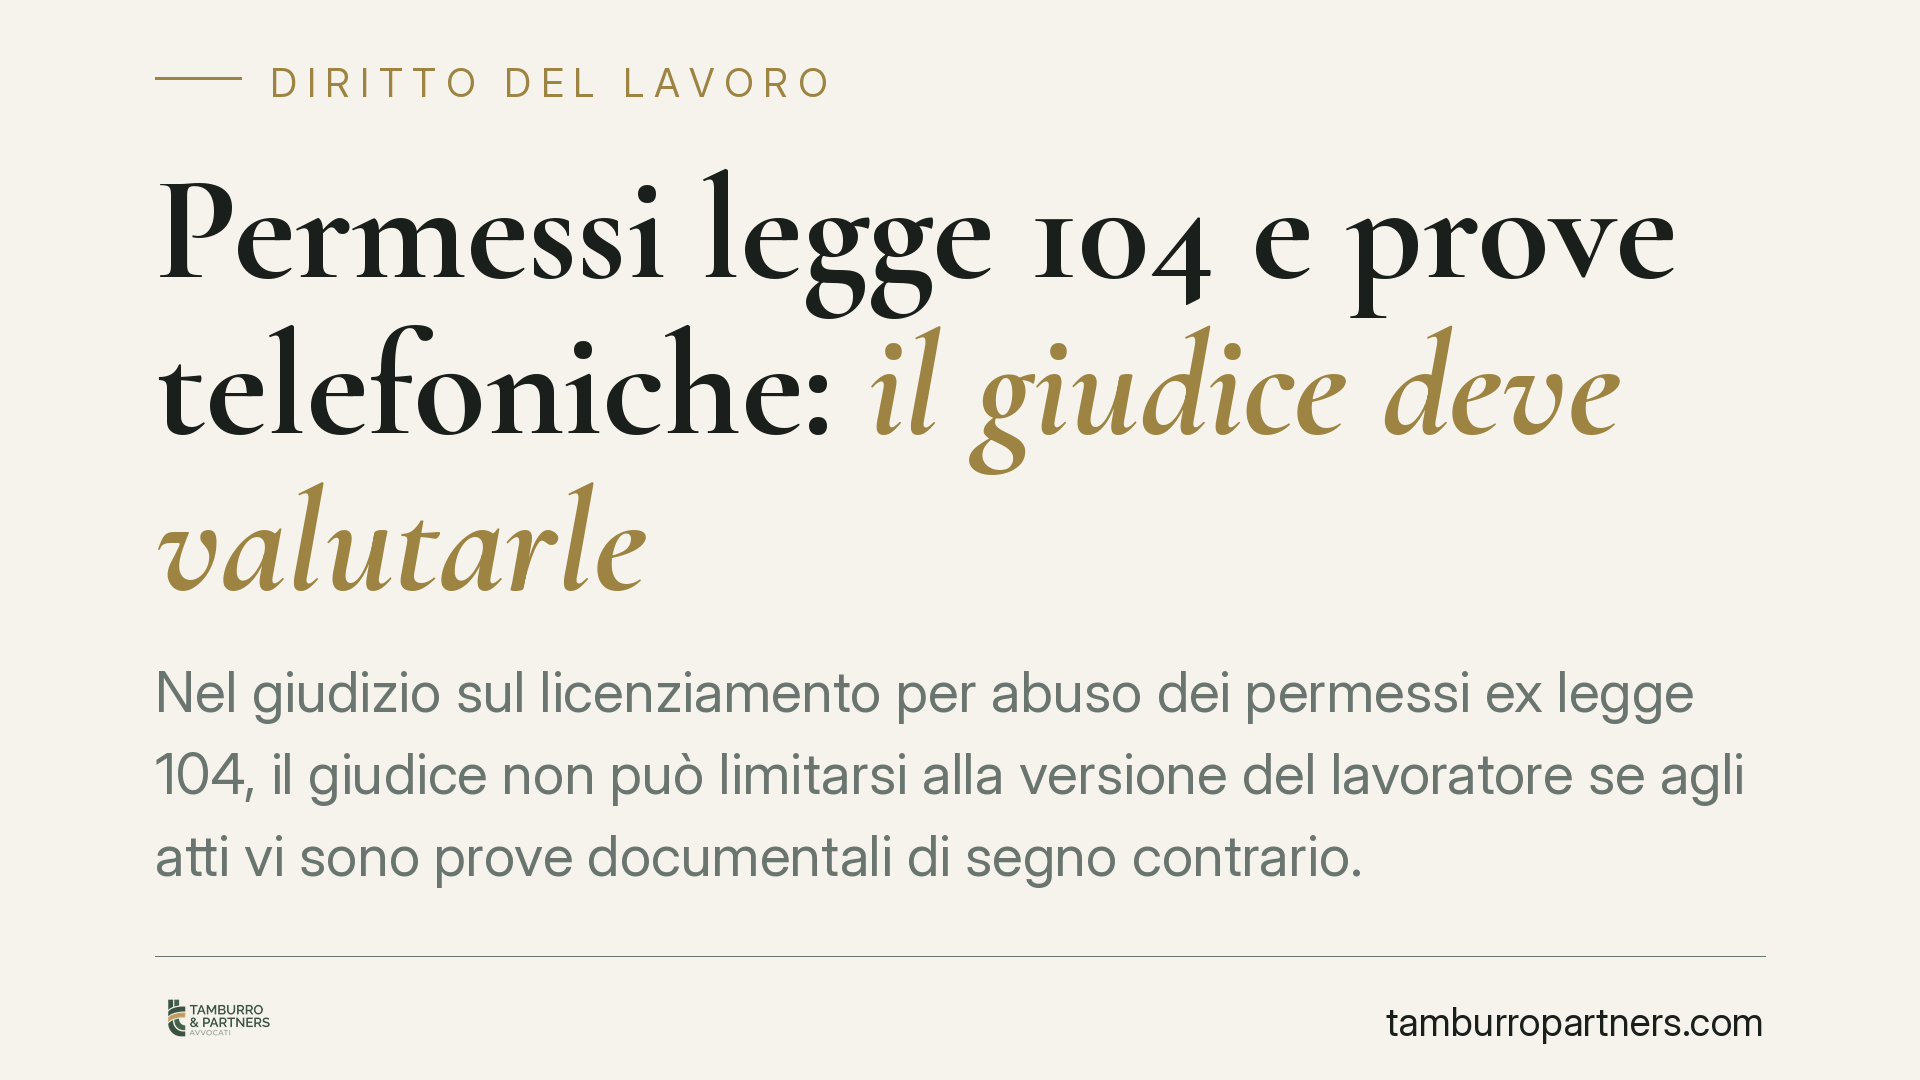 DIRITTO DEL LAVORO
Permessi legge 104 e prove
telefoniche: il giudice deve
valutarle
Nel giudizio sul licenziamento per abuso dei permessi ex legge
104, il giudice non può limitarsi alla versione del lavoratore se agli
atti vi sono prove documentali di segno contrario.
TAMBURRO
& PARTNERS
AVVOCATI
tamburropartners.com